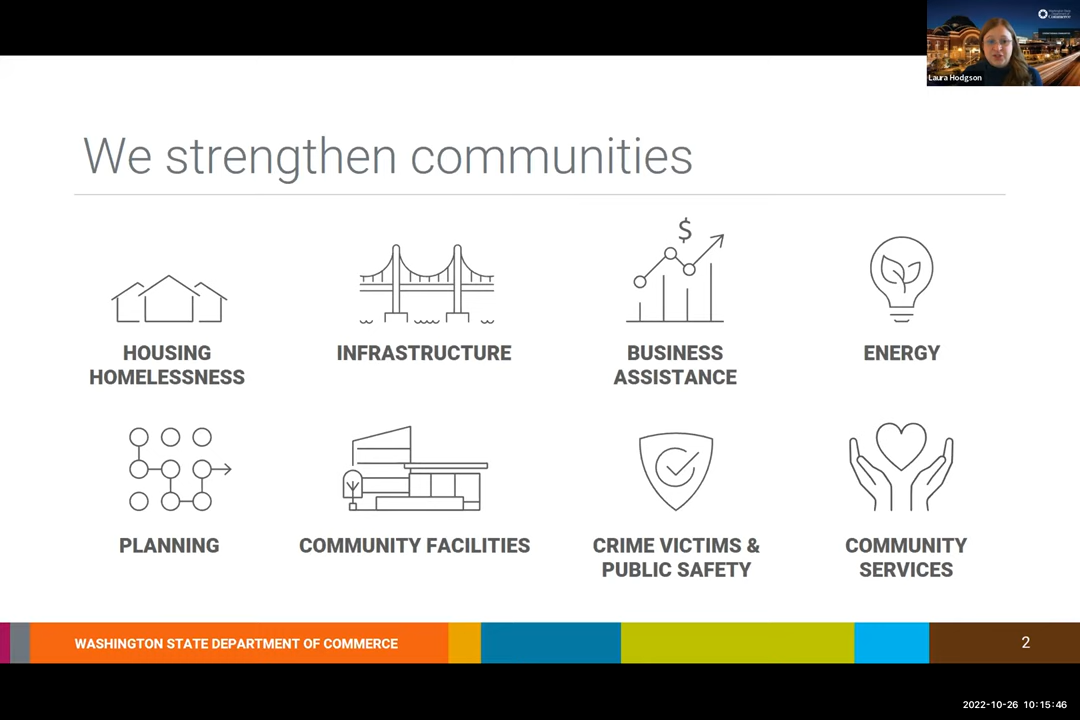 Laura Hodgson
We strengthen communities
$
HOUSING
HOMELESSNESS
INFRASTRUCTURE
BUSINESS
ASSISTANCE
ENERGY
PLANNING
COMMUNITY FACILITIES
CRIME VICTIMS &
PUBLIC SAFETY
COMMUNITY
SERVICES
WASHINGTON STATE DEPARTMENT OF COMMERCE
2
2022-10-26 10:15:46